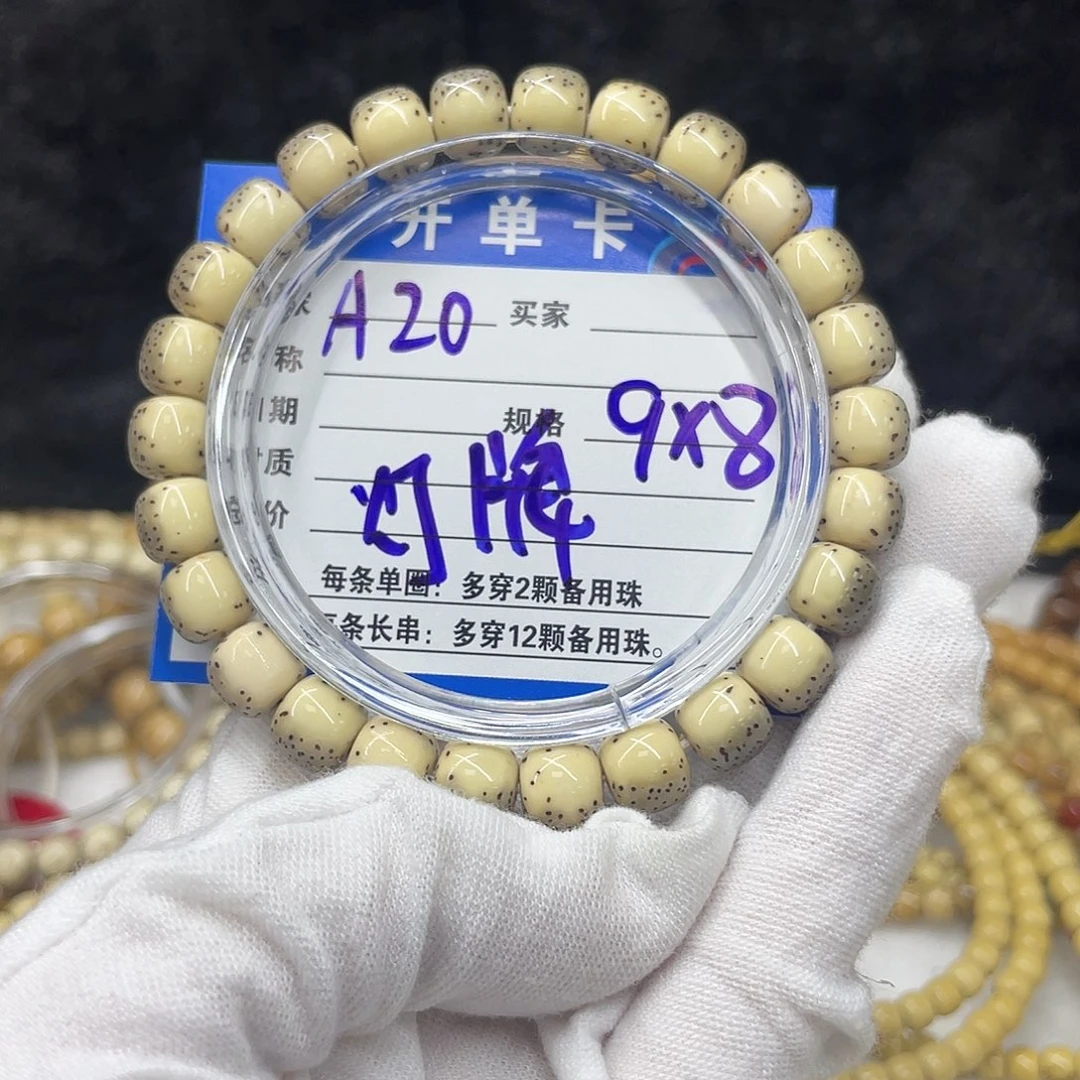 开单卡
A20 买家
称
期 规格 9x8
质
灯牌
价
每条单圈：多穿2颗备用珠
条长串：多穿12颗备用珠。